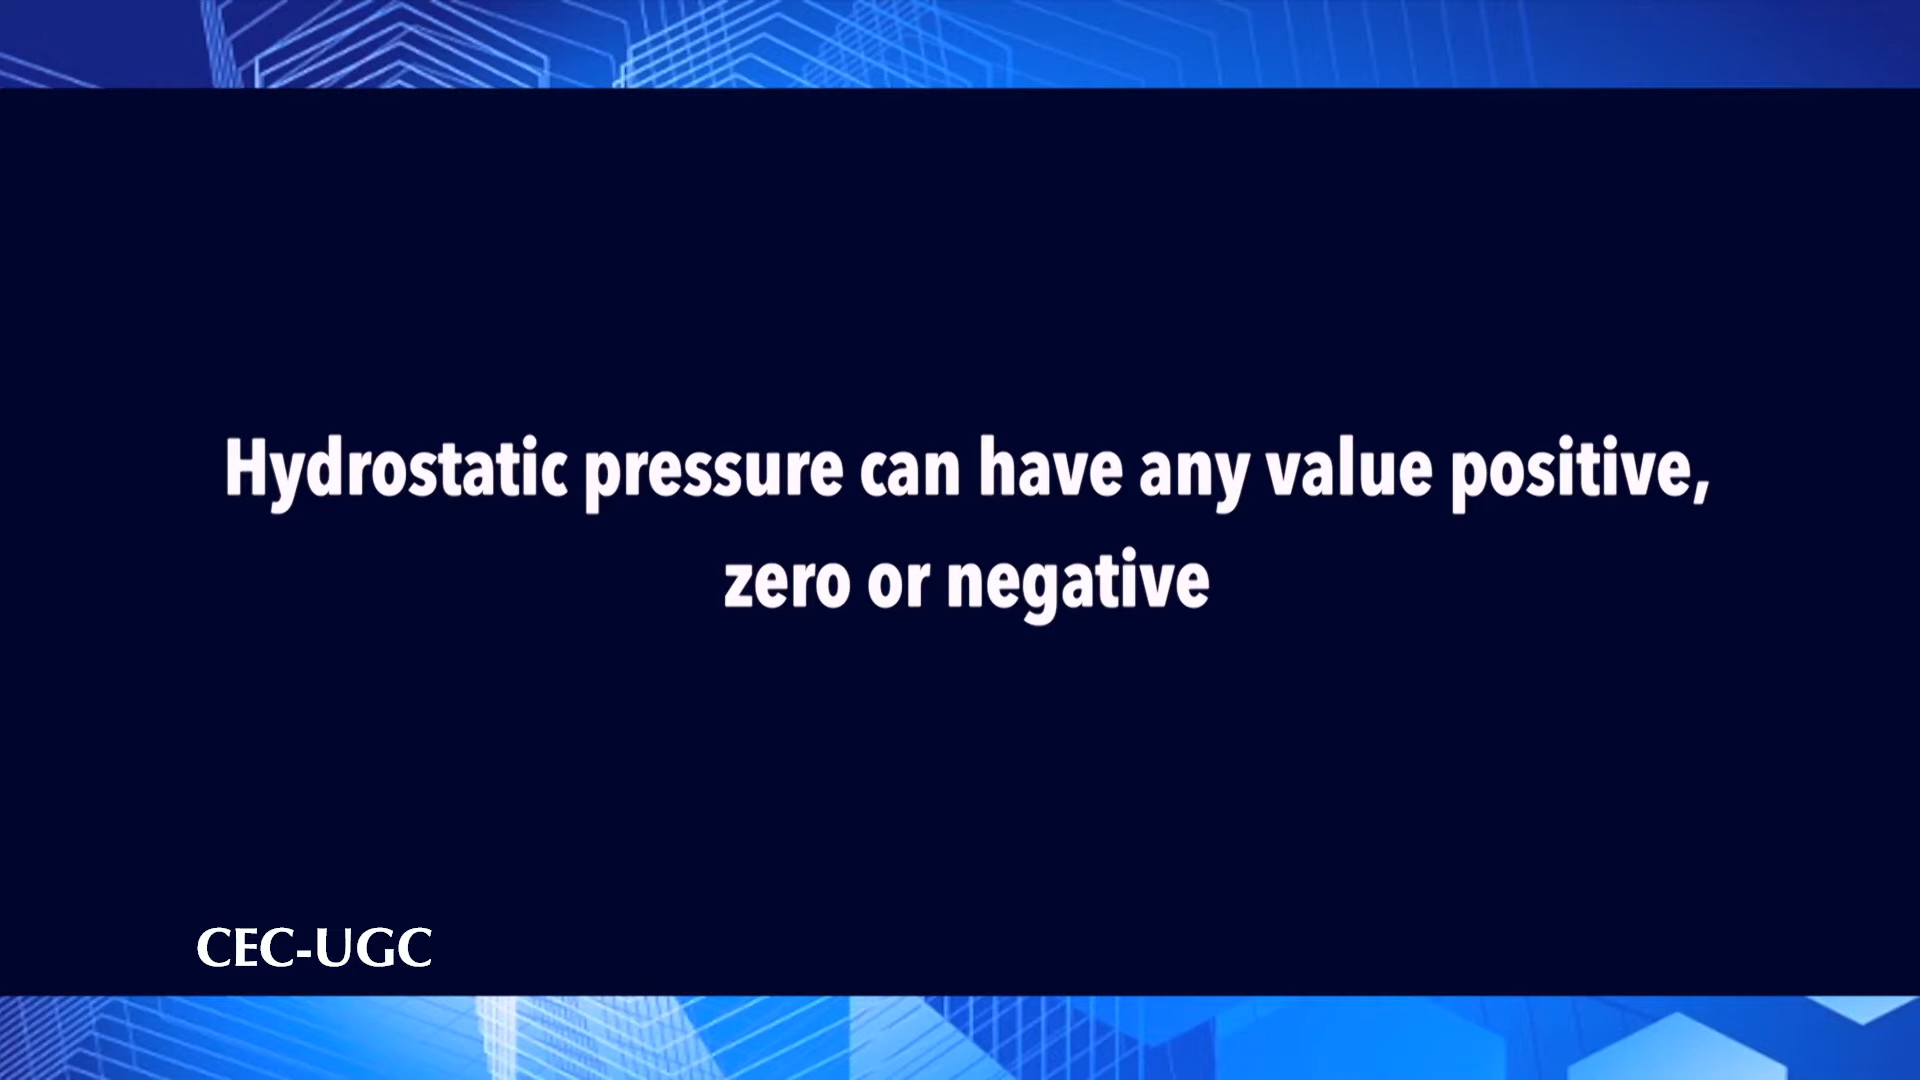 Hydrostatic pressure can have any value positive,
zero or negative
CEC-UGC